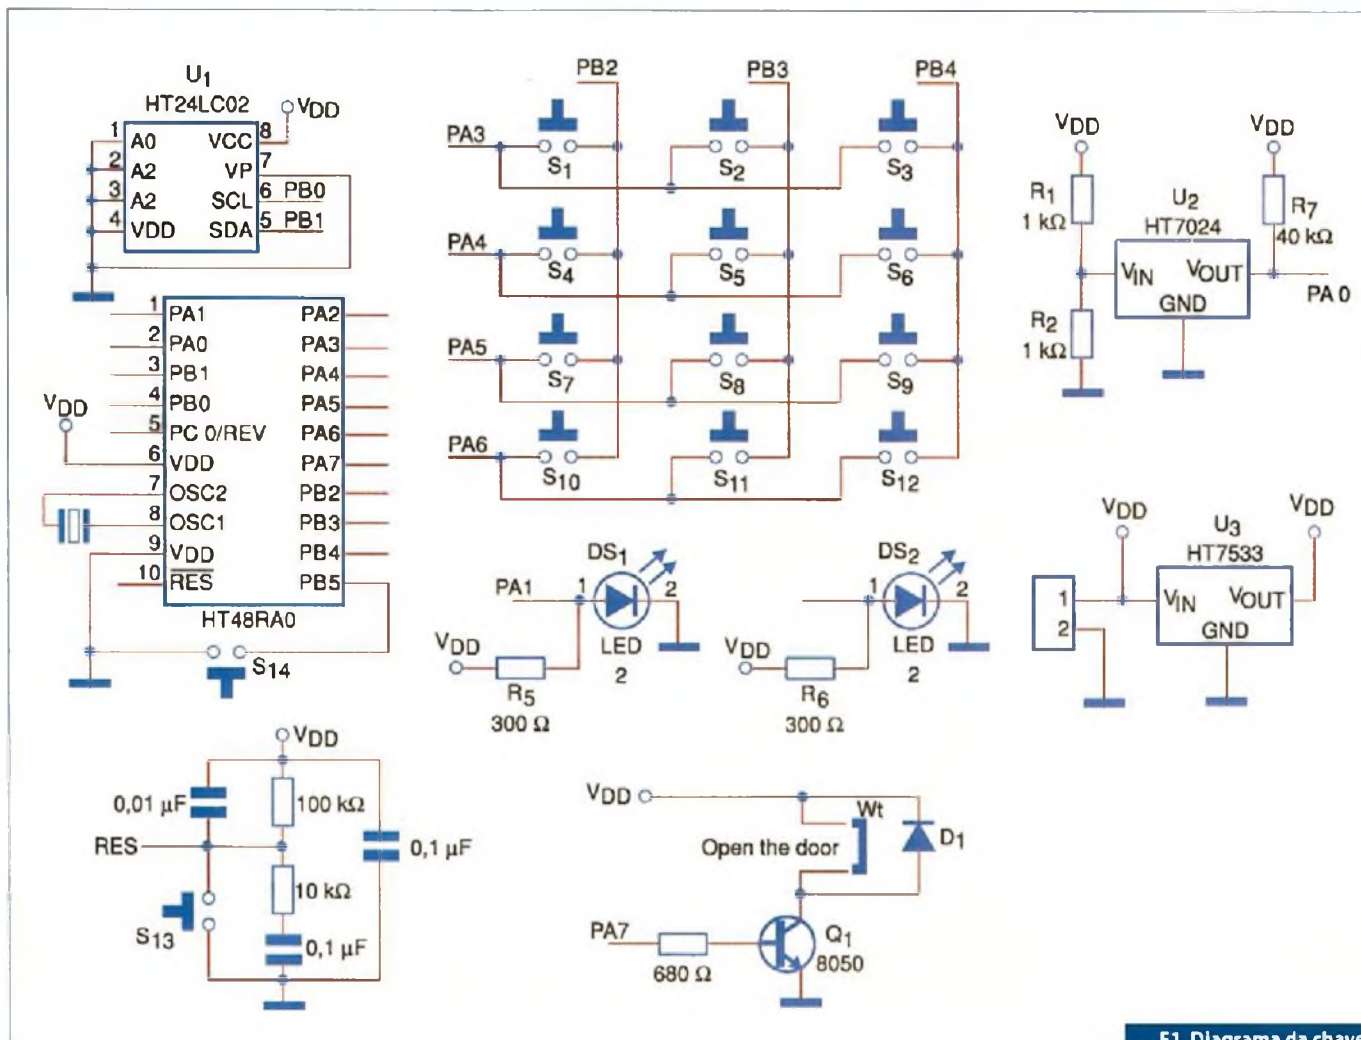 U1
HT24LC02
VDD
1 A0 VCC 8
2 A2 VP 7
3 A2 SCL 6 PB0
4 VDD SDA 5 PB1
1 PA1 PA2
2 PA0 PA3
3 PB1 PA4
4 PB0 PA5
VDD
5 PC 0/REV PA6
6 VDD PA7
7 OSC2 PB2
8 OSC1 PB3
9 VDD PB4
10 RES PB5
HT48RA0
S14
PB2 PB3 PB4
PA3
S1 S2 S3
PA4
S4 S5 S6
PA5
S7 S8 S9
PA6
S10 S11 S12
VDD VDD
R1
1 kΩ
U2
HT7024
R7
40 kΩ
VIN VOUT
GND
PA 0
R2
1 kΩ
DS1
PA1 1 2
LED
2
VDD
R5
300 Ω
DS2
1 2
LED
2
VDD
R6
300 Ω
VDD VDD
U3
HT7533
1
2
VIN VOUT
GND
VDD
0,01 µF 100 kΩ
RES
0,1 µF
10 kΩ
S13
0,1 µF
VDD
Wt
Open the door
D1
PA7
680 Ω
Q1
8050
F1. Diagrama da chave